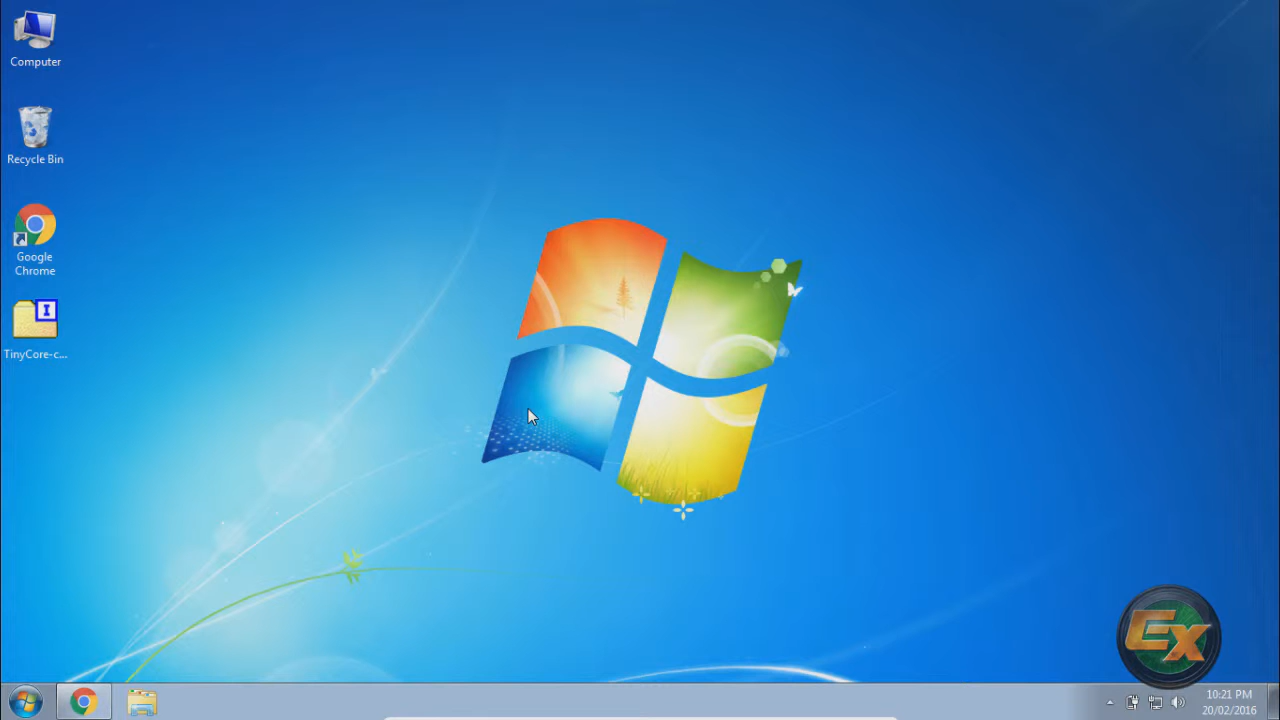 Computer
Recycle Bin
Google
Chrome
TinyCore-c...
EX
10:21 PM
20/02/2016